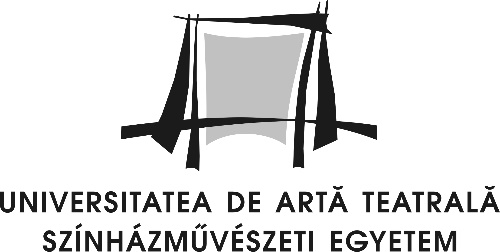 UNIVERSITATEA DE ARTĂ TEATRALĂ
SZÍNHÁZMŰVÉSZETI EGYETEM